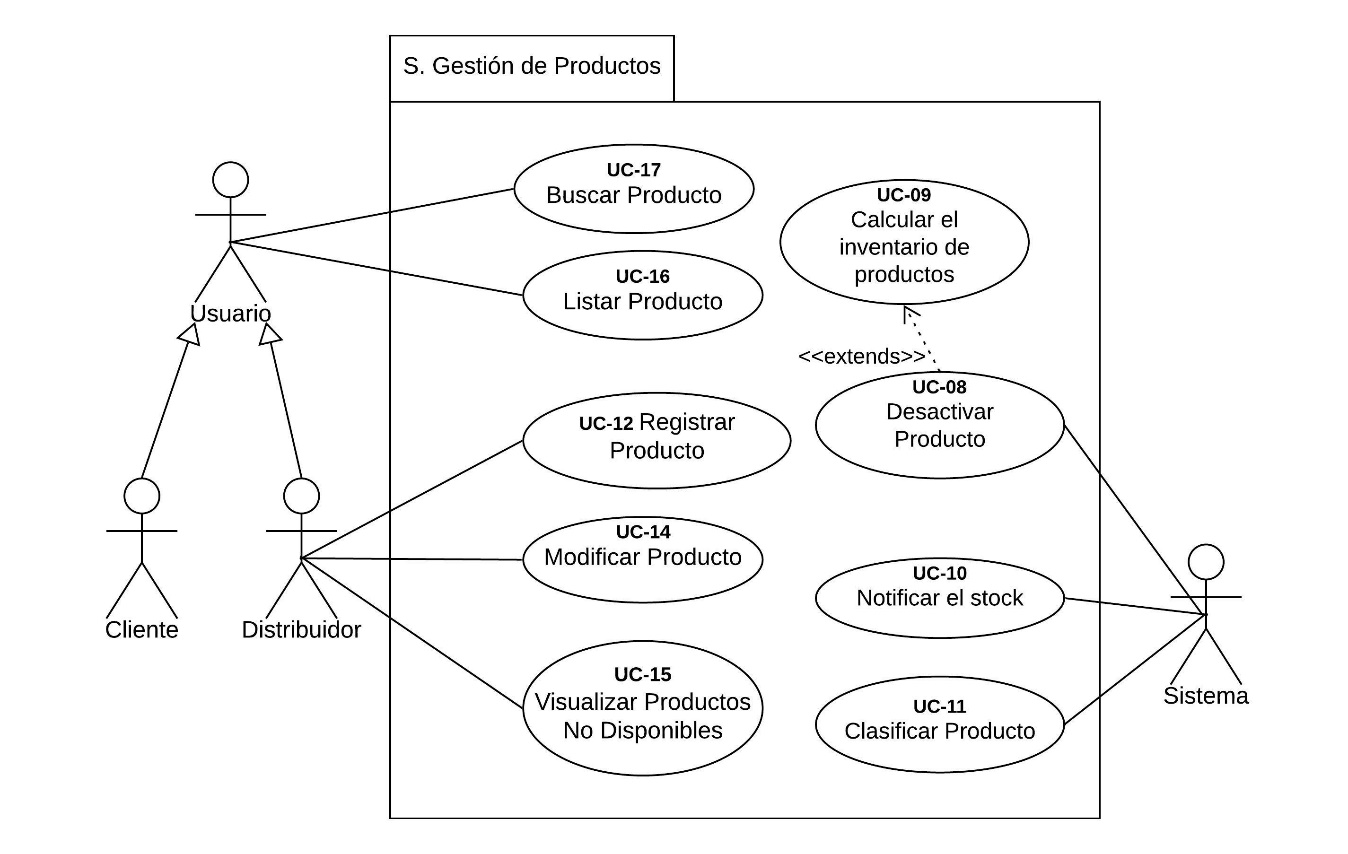 S. Gestión de Productos
UC-17
Buscar Producto
UC-09
Calcular el
inventario de
productos
UC-16
Listar Producto
Usuario
<<extends>>
UC-08
Desactivar
Producto
UC-12 Registrar
Producto
UC-14
Modificar Producto
UC-10
Notificar el stock
Cliente
Distribuidor
UC-15
Visualizar Productos
No Disponibles
UC-11
Clasificar Producto
Sistema